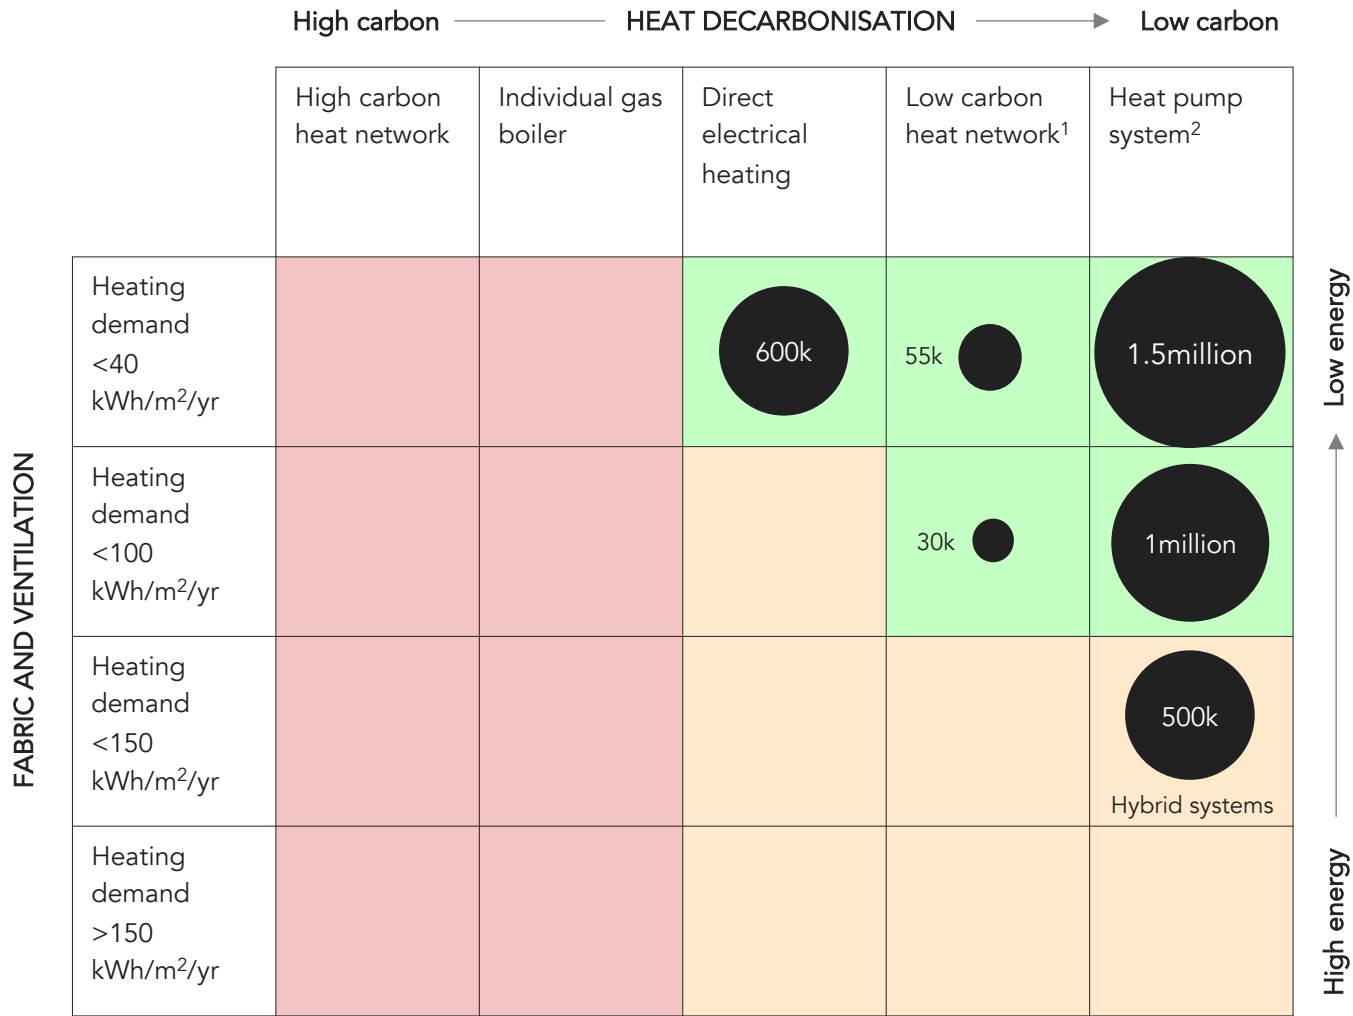 High carbon HEAT DECARBONISATION Low carbon
High carbon
heat network
Individual gas
boiler
Direct
electrical
heating
Low carbon
heat network¹
Heat pump
system²
FABRIC AND VENTILATION
Heating
demand
<40
kWh/m²/yr
600k
55k
1.5million
Low energy
Heating
demand
<100
kWh/m²/yr
30k
1million
Heating
demand
<150
kWh/m²/yr
500k
Hybrid systems
Heating
demand
>150
kWh/m²/yr
High energy